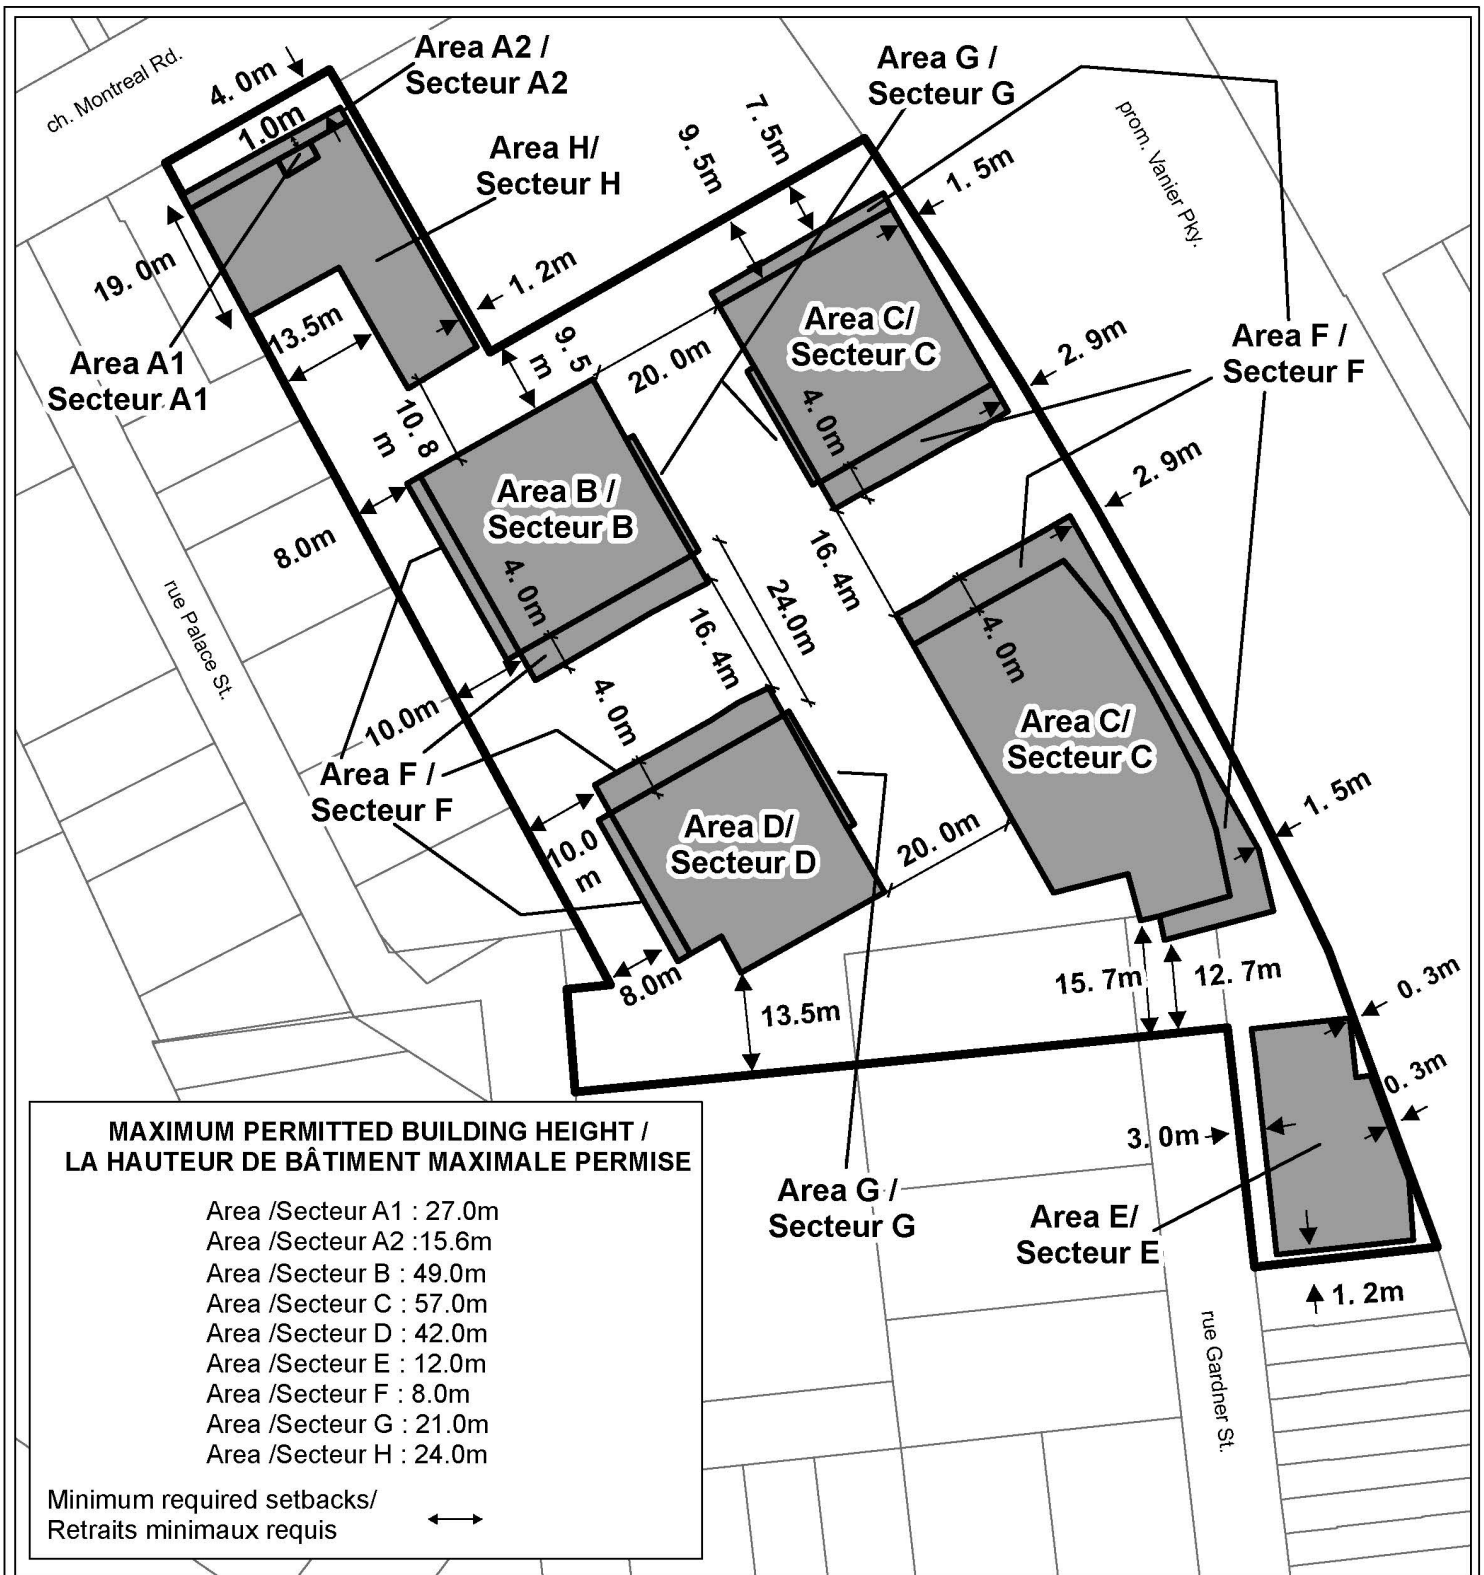 ch. Montreal Rd.
4. 0m
Area A2 /
Secteur A2
1.0m
Area H/
Secteur H
Area G /
Secteur G
7. 5m
9. 5m
1. 5m
prom. Vanier Pky.
19. 0m
1. 2m
13.5m
Area A1
Secteur A1
9. 5
m
20. 0m
Area C/
Secteur C
2. 9m
Area F /
Secteur F
4. 0m
10. 8
m
Area B /
Secteur B
2. 9m
8.0m
4. 0m
16. 4m
24.0m
16. 4m
rue Palace St.
4. 0m
10.0m
4. 0m
Area C/
Secteur C
Area F /
Secteur F
1. 5m
10.0
m
Area D/
Secteur D
20. 0m
8.0m
13.5m
15. 7m
12. 7m
0. 3m
0. 3m
3. 0m
Area G /
Secteur G
Area E/
Secteur E
1. 2m
rue Gardner St.
MAXIMUM PERMITTED BUILDING HEIGHT /
LA HAUTEUR DE BÂTIMENT MAXIMALE PERMISE
Area /Secteur A1 : 27.0m
Area /Secteur A2 :15.6m
Area /Secteur B : 49.0m
Area /Secteur C : 57.0m
Area /Secteur D : 42.0m
Area /Secteur E : 12.0m
Area /Secteur F : 8.0m
Area /Secteur G : 21.0m
Area /Secteur H : 24.0m
Minimum required setbacks/
Retraits minimaux requis